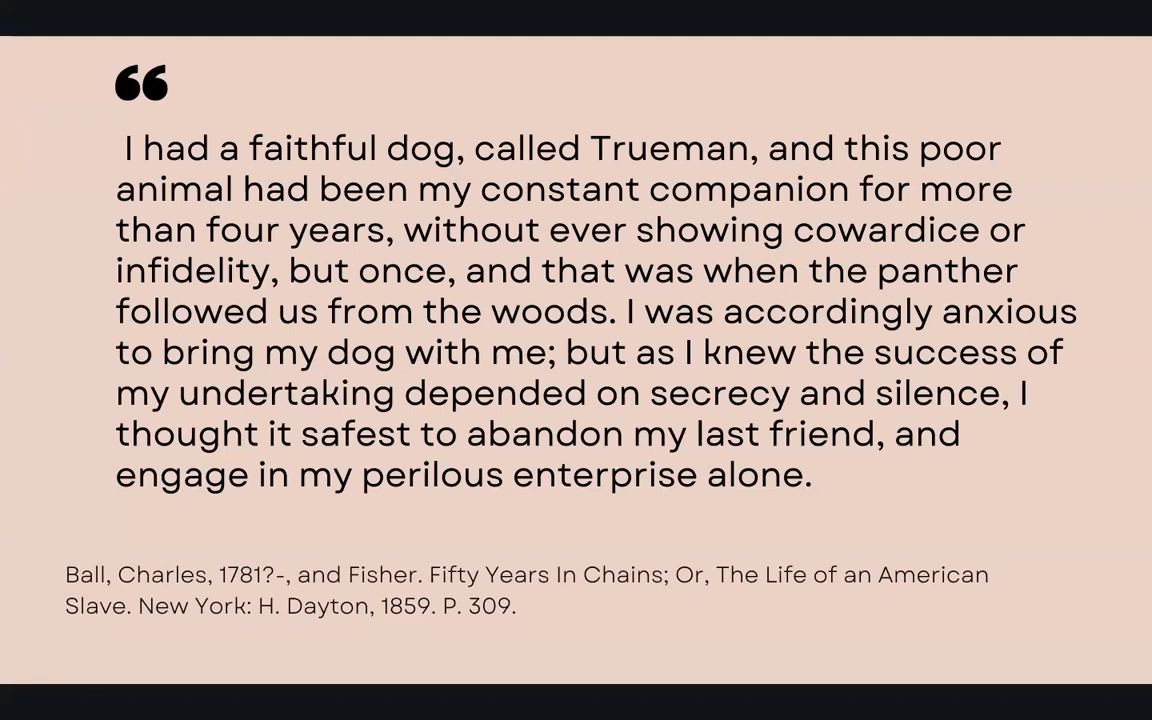 “
I had a faithful dog, called Trueman, and this poor
animal had been my constant companion for more
than four years, without ever showing cowardice or
infidelity, but once, and that was when the panther
followed us from the woods. I was accordingly anxious
to bring my dog with me; but as I knew the success of
my undertaking depended on secrecy and silence, I
thought it safest to abandon my last friend, and
engage in my perilous enterprise alone.
Ball, Charles, 1781?-, and Fisher. Fifty Years In Chains; Or, The Life of an American
Slave. New York: H. Dayton, 1859. P. 309.